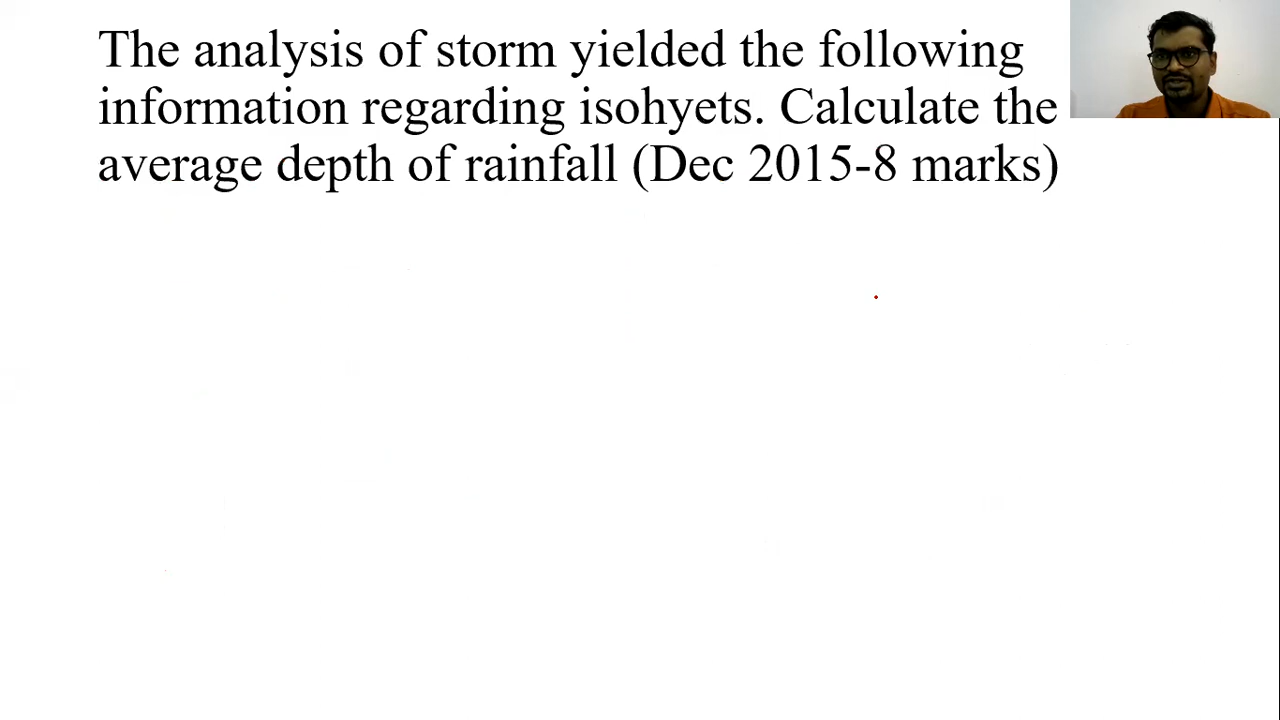 The analysis of storm yielded the following
information regarding isohyets. Calculate the
average depth of rainfall (Dec 2015-8 marks)